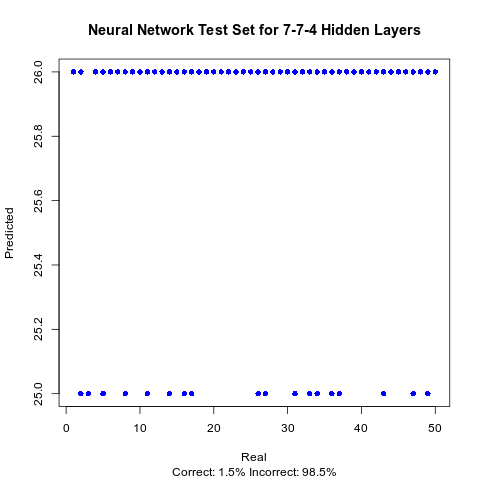 Neural Network Test Set for 7-7-4 Hidden Layers
Predicted
26.0
25.8
25.6
25.4
25.2
25.0
0 10 20 30 40 50
Real
Correct: 1.5% Incorrect: 98.5%